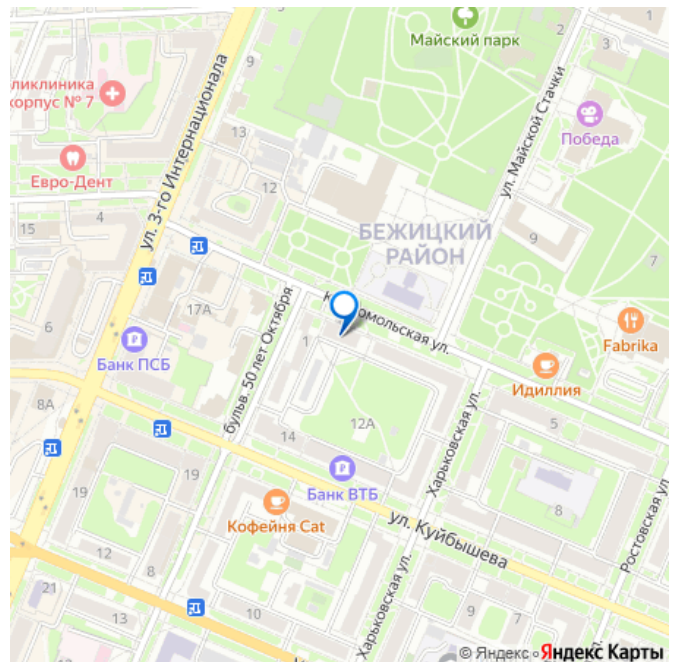 Майский парк
1
2
3
9
ликлиника
корпус № 7
ул. 3-го Интернационала
ул. Майской Стачки
Победа
13
Евро-Дент
12
4
15
БЕЖИЦКИЙ
РАЙОН
9
7
17А
бульв. 50 лет Октября
омольская ул.
6
Банк ПСБ
1
Fabrika
Идиллия
8А
12А
5
14
Харьковская ул.
19
19
Банк ВТБ
Кофейня Cat
ул. Куйбышева
8
Ростовская ул
12
8
21
13
10
Харьковская ул.
9
7
© Яндекс Яндекс Карты